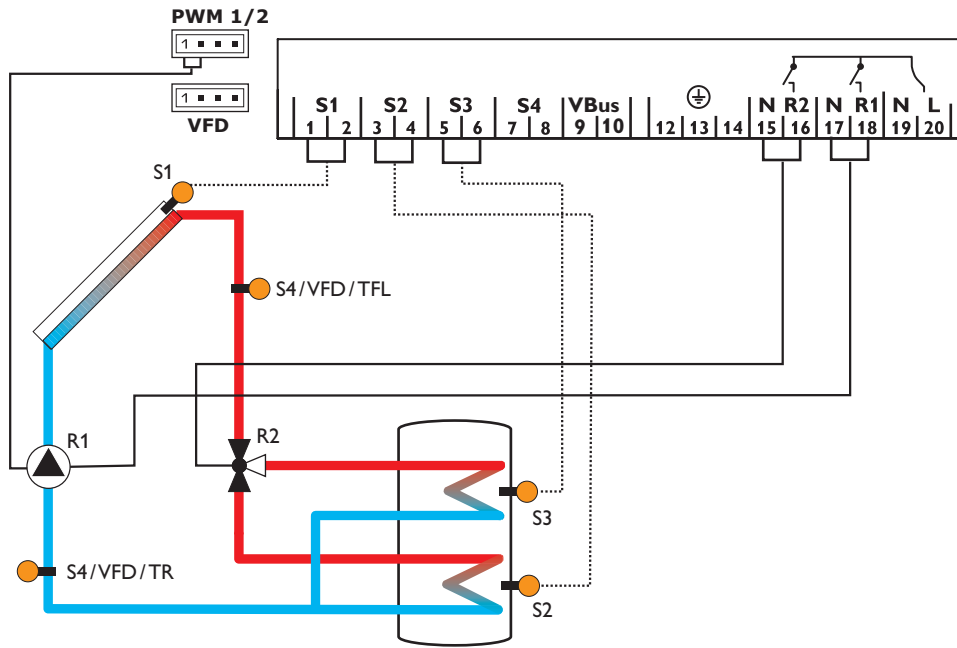 PWM 1/2
1
1
VFD
S1 S2 S3 S4 VBus N R2 N R1 N L
1 2 3 4 5 6 7 8 9 10 12 13 14 15 16 17 18 19 20
S1
S4/VFD/TFL
R1
R2
S3
S4/VFD/TR
S2